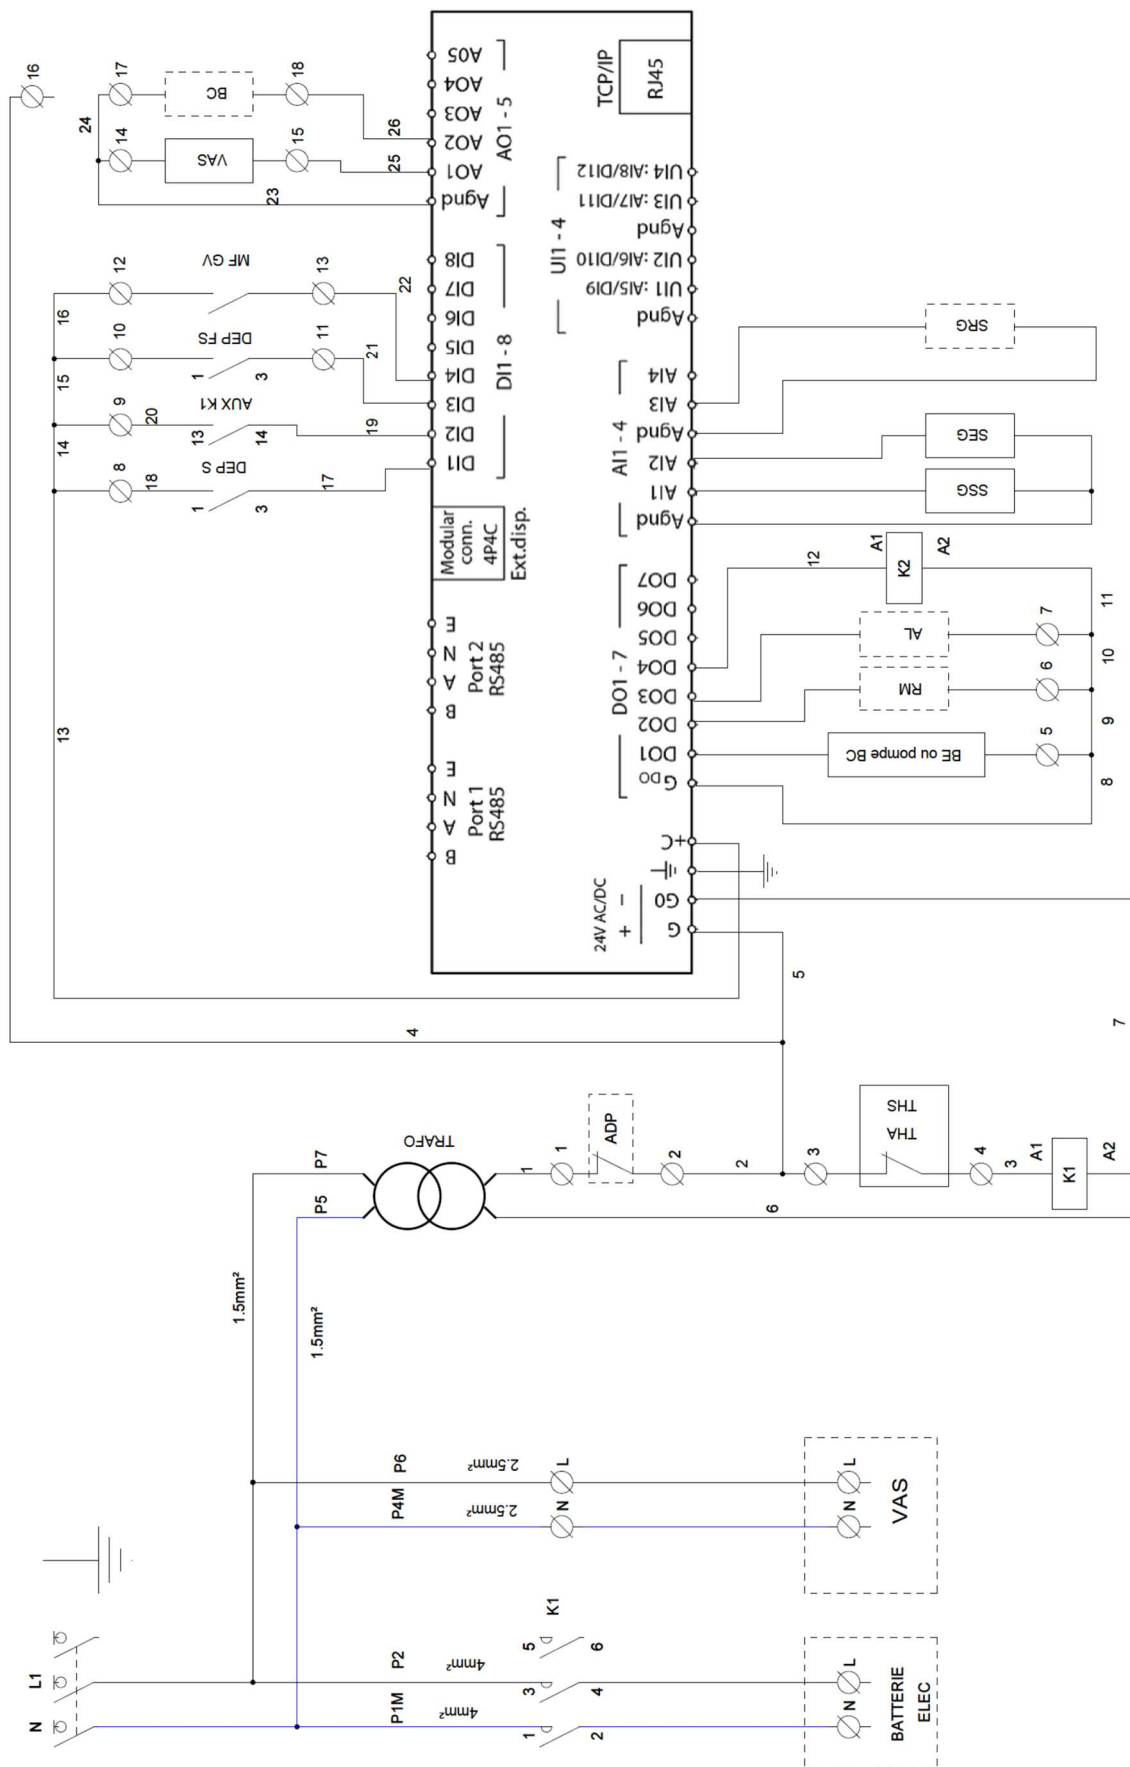 N
L1
P1M
4mm²
P2
4mm²
K1
1
2
3
4
5
6
N
L
BATTERIE
ELEC
P4M
2.5mm²
P6
2.5mm²
N
L
N
L
VAS
1.5mm²
1.5mm²
P5
P7
TRAFO
1
1
ADP
2
2
3
THS
THA
4
3
A1
K1
A2
6
7
4
5
13
24V AC/DC
+
-
G
G0
+C
B
A
N
E
Port 1
RS485
B
A
N
E
Port 2
RS485
G DO
DO1
DO2
DO3
DO4
DO5
DO6
DO7
DO1 - 7
BE ou pompe BC
5
8
RM
6
9
AL
7
10
12
A1
K2
A2
11
Modular
conn.
4P4C
Ext.disp.
Agnd
AI1
AI2
Agnd
AI3
AI4
AI1 - 4
SSG
SEG
SRG
DI1
DI2
DI3
DI4
DI5
DI6
DI7
DI8
DI1 - 8
14
8
18
DEP S
1
3
17
9
20
AUX K1
13
14
19
15
10
DEP FS
1
3
11
21
16
12
MF GV
13
22
Agnd
UI1 :AI5/DI9
UI2 :AI6/DI10
Agnd
UI3 :AI7/DI11
UI4 :AI8/DI12
UI1 - 4
Agnd
AO1
AO2
AO3
AO4
AO5
AO1 - 5
23
24
14
VAS
15
25
17
BC
18
26
16
TCP/IP
RJ45